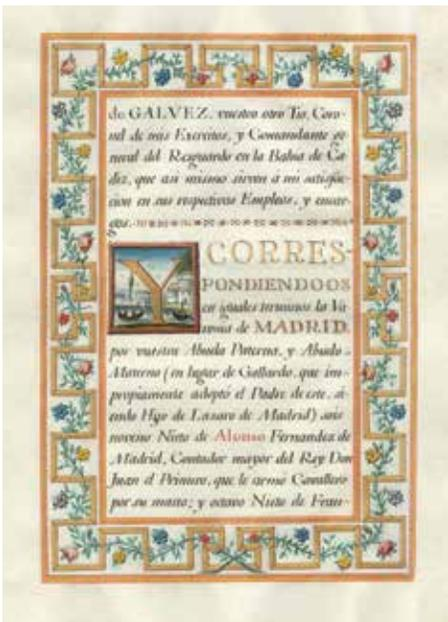 de GALVEZ. vuestro otro Tio, Coro-
nel de mis Exercitos, y Comandante ge-
neral del Resguardo en la Bahia de Ca-
diz, que asi mismo sirven a mi satisfac-
cion en sus respectivos Empleos, y encar-
gos.
Y CORRES-
PONDIENDOOS
en iguales terminos la Va-
ronia de MADRID.
por vuestra Abuela Paterna, y Abuelo
Materno (en lugar de Gallardo, que im-
propiamente adoptó el Padre de este, si-
endo Hijo de Lazaro de Madrid) sois
noveno Nieto de Alonso Fernandez de
Madrid, Contador mayor del Rey Don
Juan el Primero, que le armó Cavallero
por su mano; y octavo Nieto de Fran-